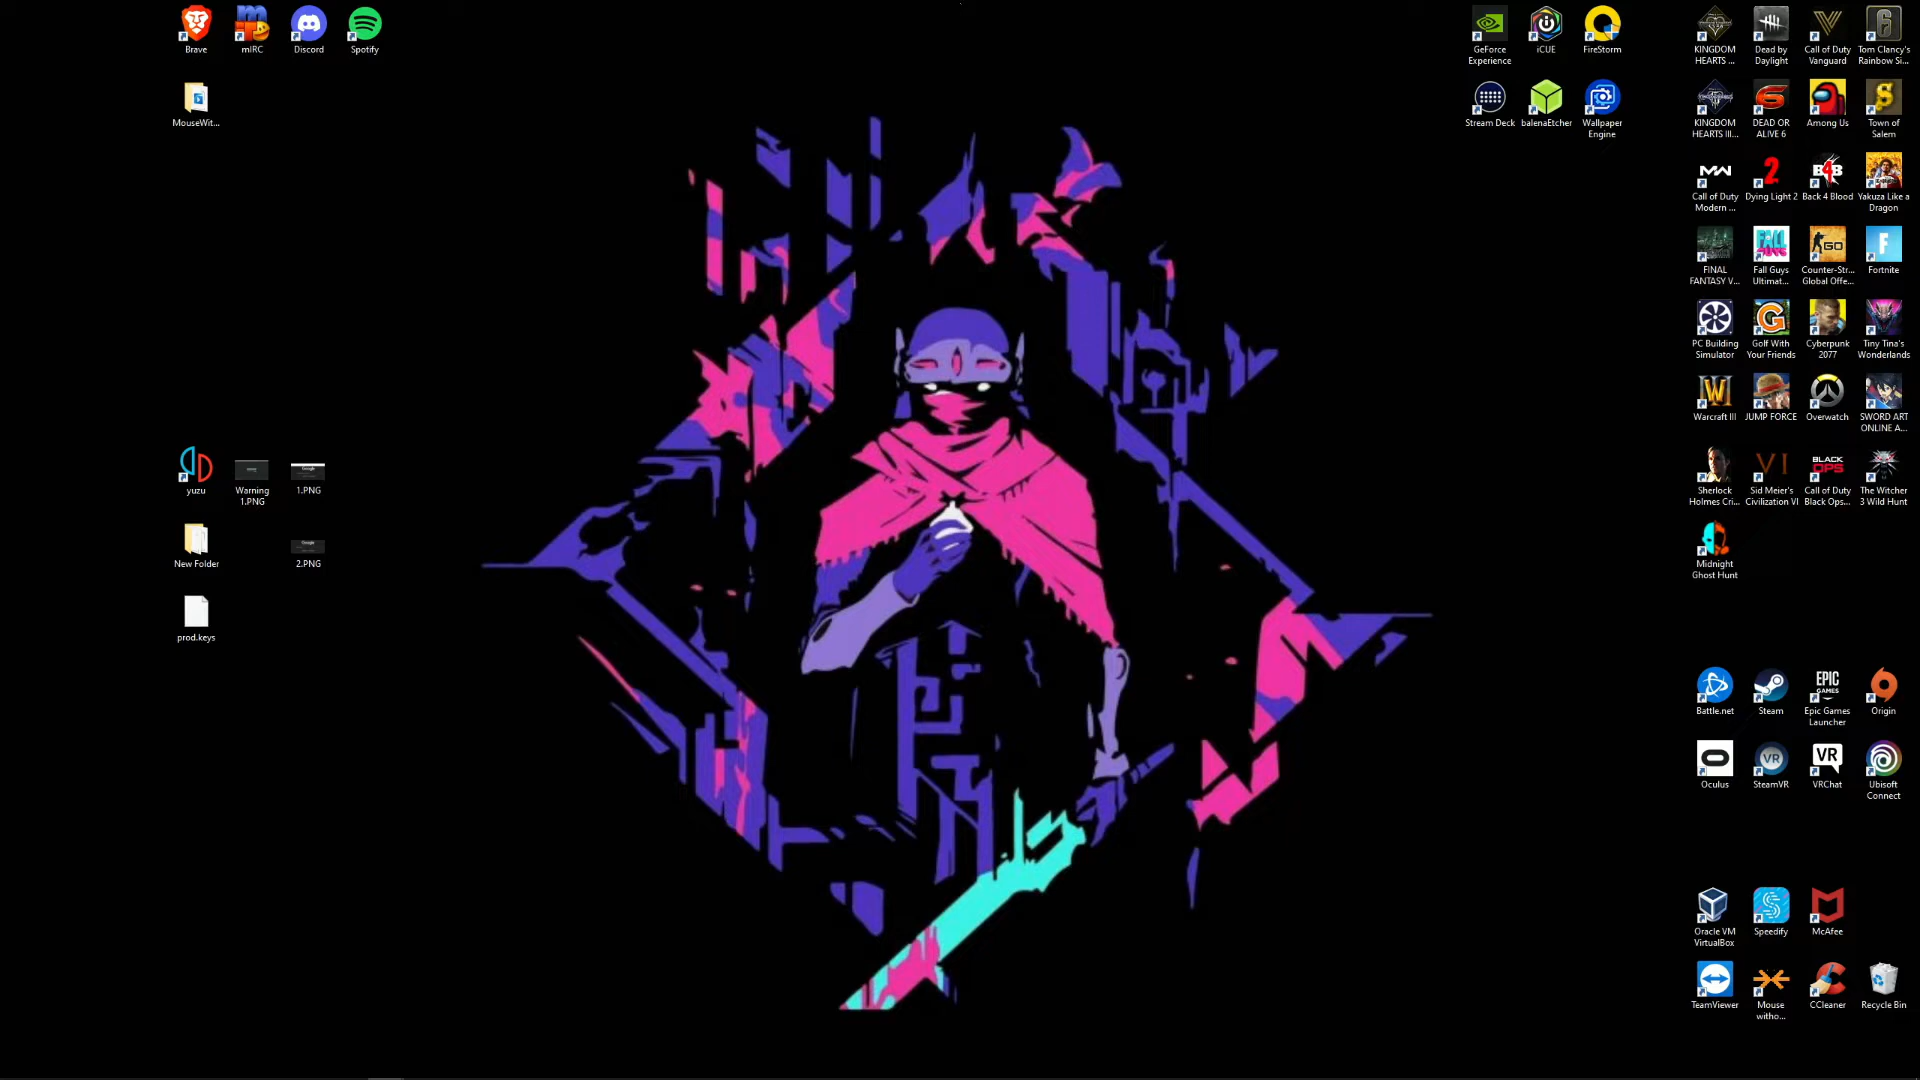 Brave
mIRC
Discord
Spotify
GeForce
Experience
iCUE
FireStorm
KINGDOM
HEARTS ...
Dead by
Daylight
Call of Duty
Vanguard
Tom Clancy's
Rainbow Si...
MouseWit...
Stream Deck
balenaEtcher
Wallpaper
Engine
KINGDOM
HEARTS III...
DEAD OR
ALIVE 6
Among Us
Town of
Salem
Call of Duty
Modern ...
Dying Light 2
Back 4 Blood
Yakuza Like a
Dragon
FINAL
FANTASY V...
Fall Guys
Ultimat...
Counter-Str...
Global Offe...
Fortnite
PC Building
Simulator
Golf With
Your Friends
Cyberpunk
2077
Tiny Tina's
Wonderlands
Warcraft III
JUMP FORCE
Overwatch
SWORD ART
ONLINE A...
yuzu
Warning
1.PNG
1.PNG
Sherlock
Holmes Cri...
Sid Meier's
Civilization VI
Call of Duty
Black Ops...
The Witcher
3 Wild Hunt
New Folder
2.PNG
Midnight
Ghost Hunt
prod.keys
Battle.net
Steam
Epic Games
Launcher
Origin
Oculus
SteamVR
VRChat
Ubisoft
Connect
Oracle VM
VirtualBox
Speedify
McAfee
TeamViewer
Mouse
witho...
CCleaner
Recycle Bin